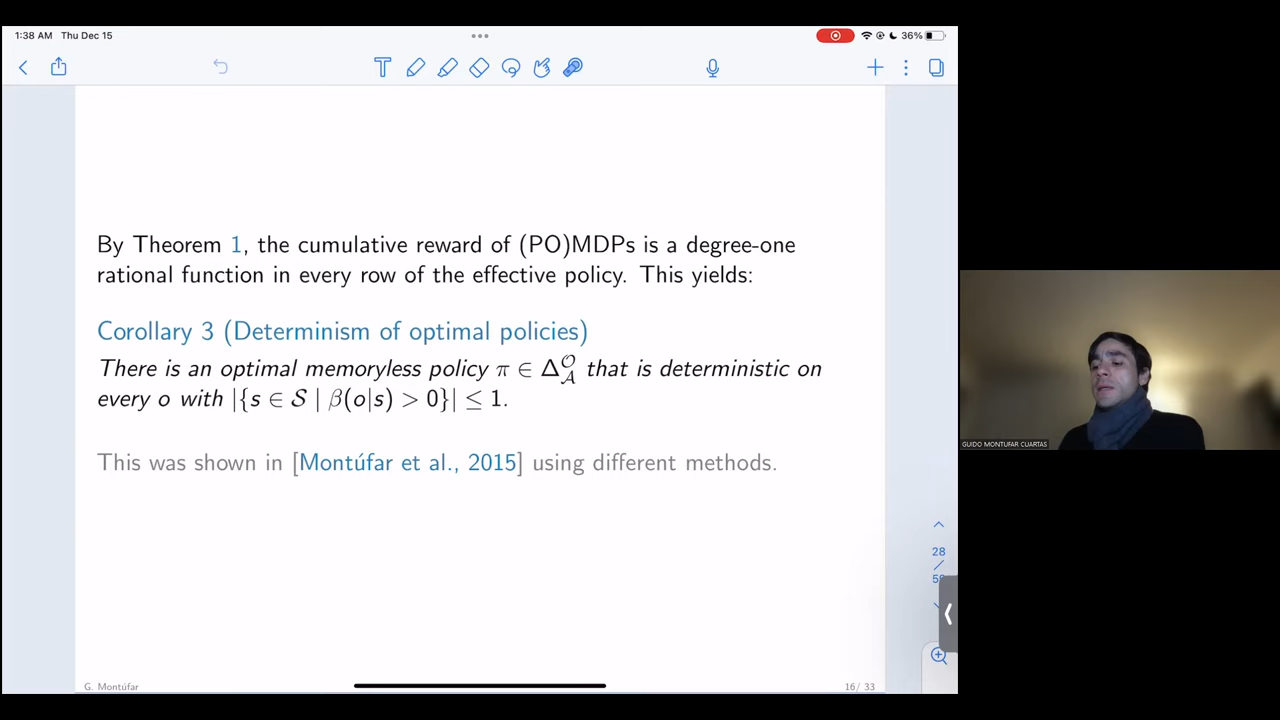 1:38 AM Thu Dec 15
36%
By Theorem 1, the cumulative reward of (PO)MDPs is a degree-one
rational function in every row of the effective policy. This yields:
Corollary 3 (Determinism of optimal policies)
There is an optimal memoryless policy π ∈ Δ_𝒜^𝒪 that is deterministic on
every o with |{s ∈ 𝒮 | β(o|s) > 0}| ≤ 1.
This was shown in [Montúfar et al., 2015] using different methods.
GUIDO MONTUFAR CUARTAS
28
/
G. Montúfar
16/ 33